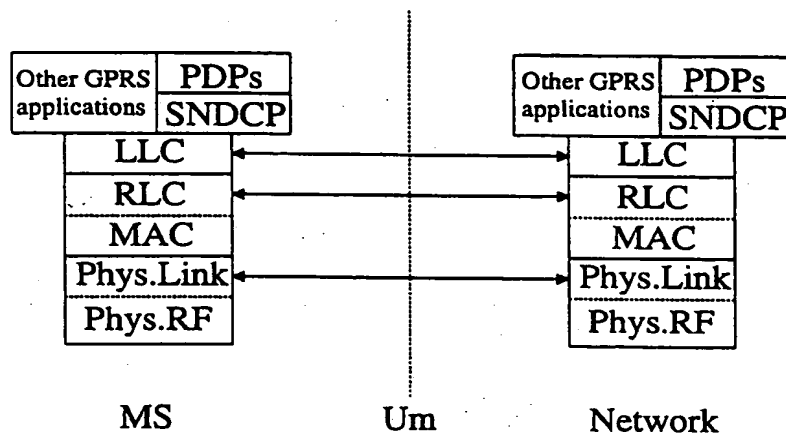 Other GPRS
applications
PDPs
SNDCP
LLC
RLC
MAC
Phys.Link
Phys.RF
MS
Um
Other GPRS
applications
PDPs
SNDCP
LLC
RLC
MAC
Phys.Link
Phys.RF
Network